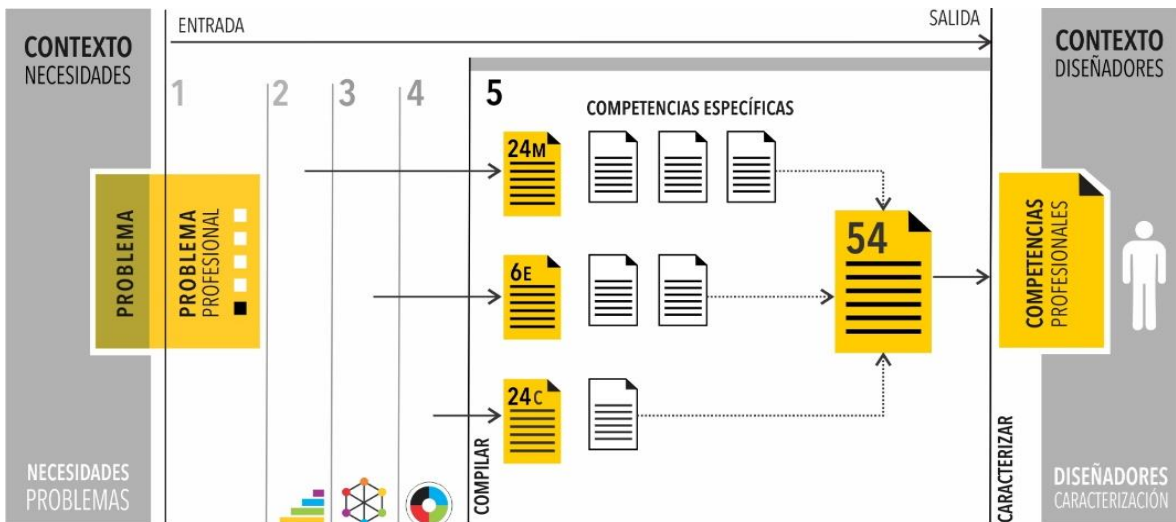 ENTRADA
SALIDA
CONTEXTO
NECESIDADES
CONTEXTO
DISEÑADORES
1
2
3
4
5
COMPETENCIAS ESPECÍFICAS
24M
6E
24C
54
PROBLEMA
PROBLEMA
PROFESIONAL
COMPETENCIAS
PROFESIONALES
COMPILAR
CARACTERIZAR
NECESIDADES
PROBLEMAS
DISEÑADORES
CARACTERIZACIÓN